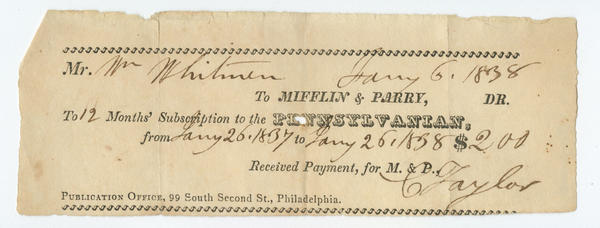 Mr. Wm Whitmen Jany 6. 1838
To MIFFLIN & PARRY, DR.
To 12 Months' Subscription to the PENNSYLVANIAN,
from Jany 26. 1837 to Jany 26. 1838 $ 2.00
Received Payment, for M. & P.,
C Taylor
PUBLICATION OFFICE, 99 South Second St., Philadelphia.